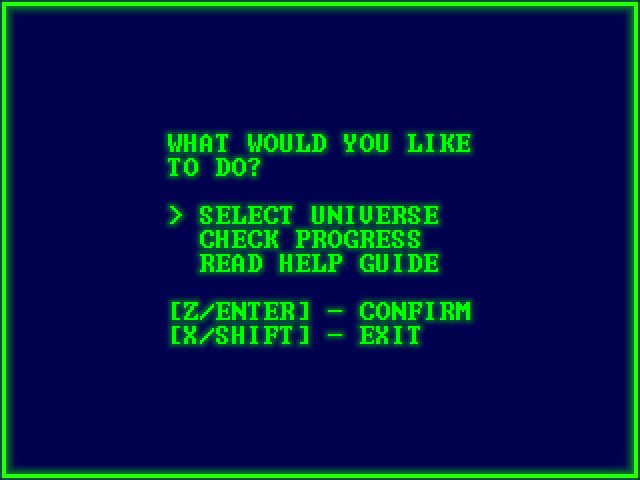 WHAT WOULD YOU LIKE
TO DO?
> SELECT UNIVERSE
CHECK PROGRESS
READ HELP GUIDE
[Z/ENTER] – CONFIRM
[X/SHIFT] – EXIT